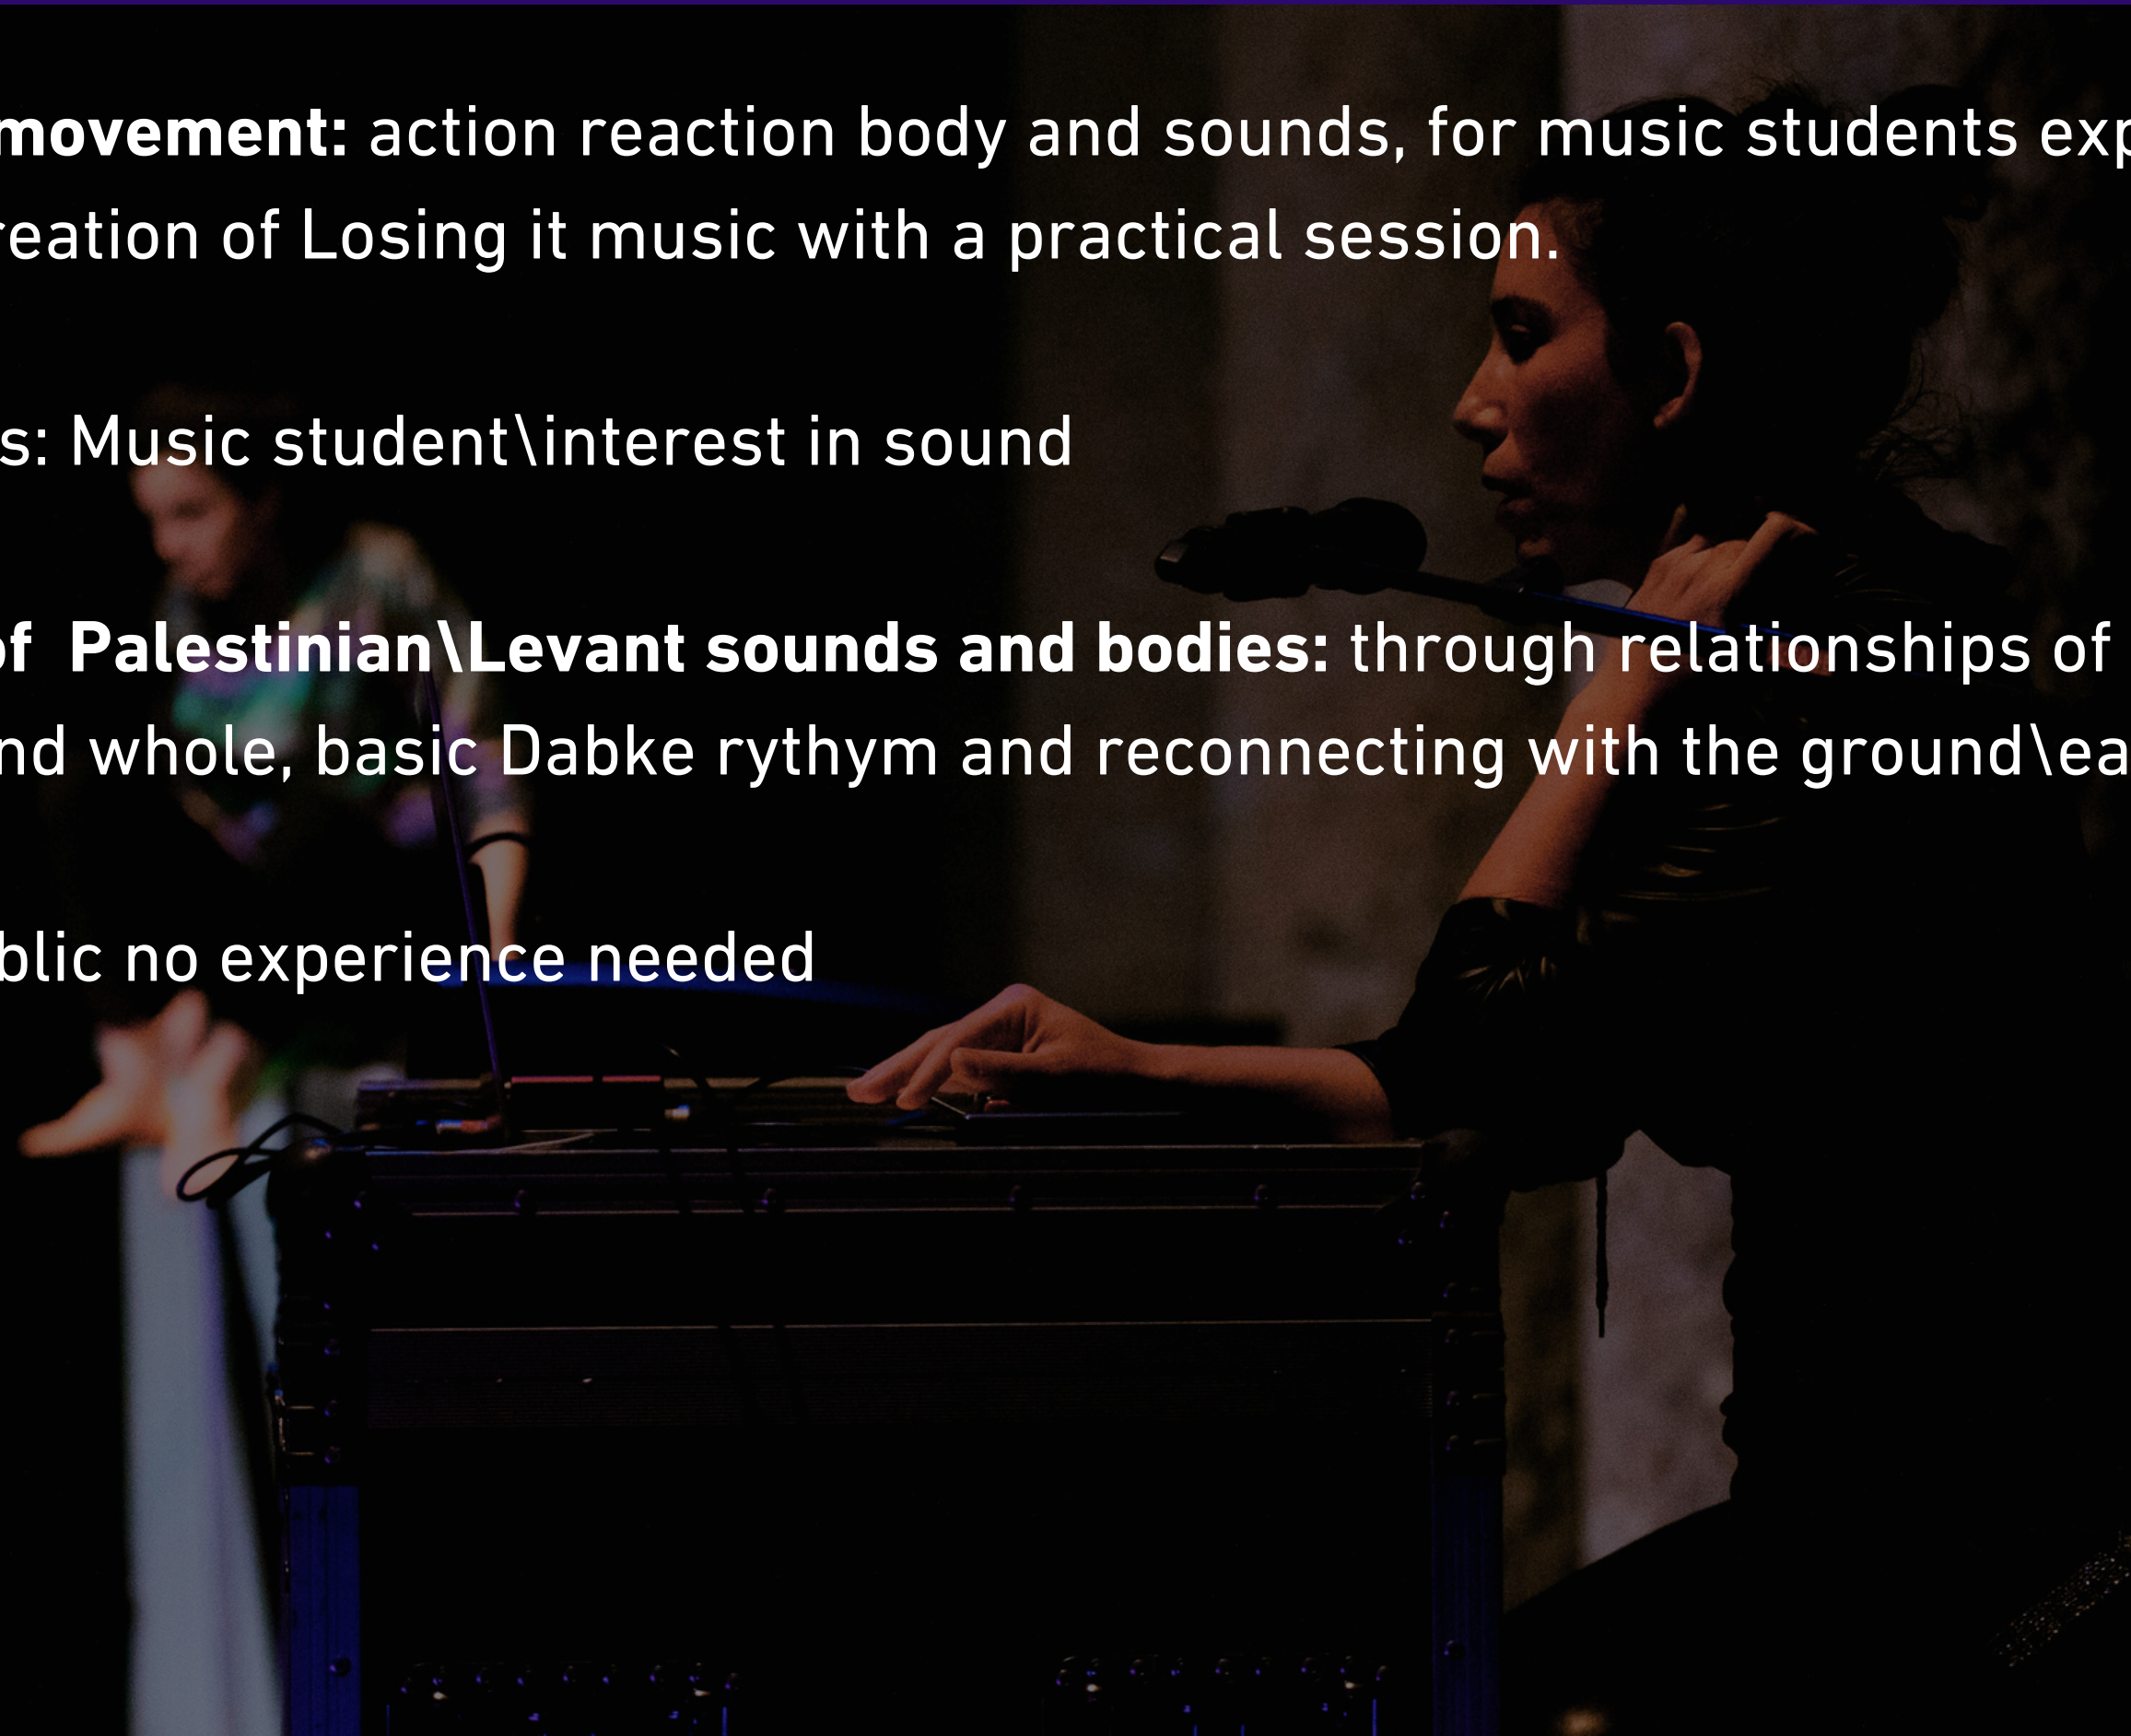 movement: action reaction body and sounds, for music students exp
reation of Losing it music with a practical session.
s: Music student\interest in sound
of Palestinian\Levant sounds and bodies: through relationships of
nd whole, basic Dabke rythym and reconnecting with the ground\ea
blic no experience needed